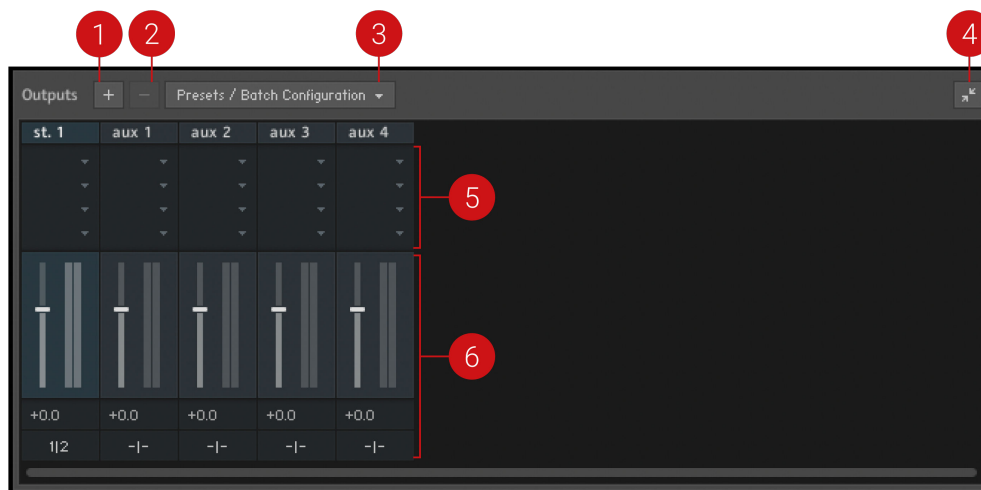 1 2 3 4
Outputs + − Presets / Batch Configuration
st. 1 aux 1 aux 2 aux 3 aux 4
5
6
+0.0 +0.0 +0.0 +0.0 +0.0
1|2 -|- -|- -|- -|-